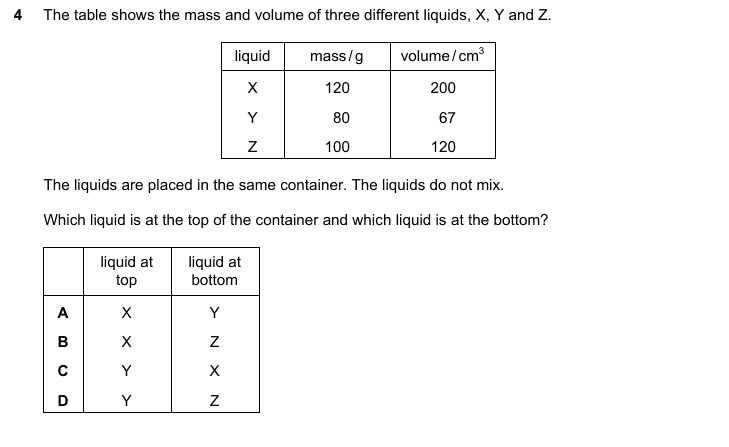 4 The table shows the mass and volume of three different liquids, X, Y and Z.
liquid mass/g volume/cm³
X 120 200
Y 80 67
Z 100 120
The liquids are placed in the same container. The liquids do not mix.
Which liquid is at the top of the container and which liquid is at the bottom?
liquid at top liquid at bottom
A X Y
B X Z
C Y X
D Y Z